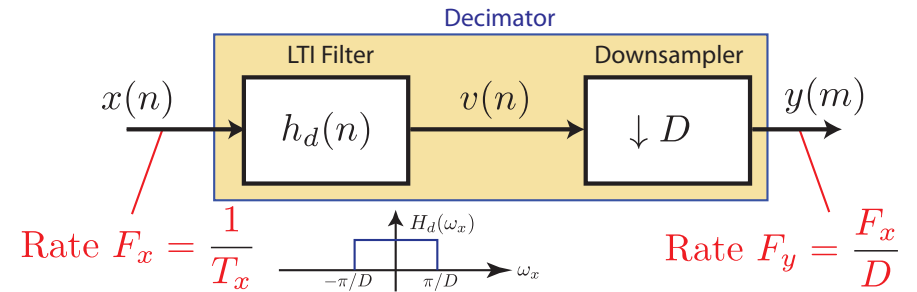 Decimator
LTI Filter Downsampler
x(n) h_d(n) v(n) ↓ D y(m)
Rate F_x = 1/T_x
H_d(ω_x)
−π/D π/D ω_x
Rate F_y = F_x/D